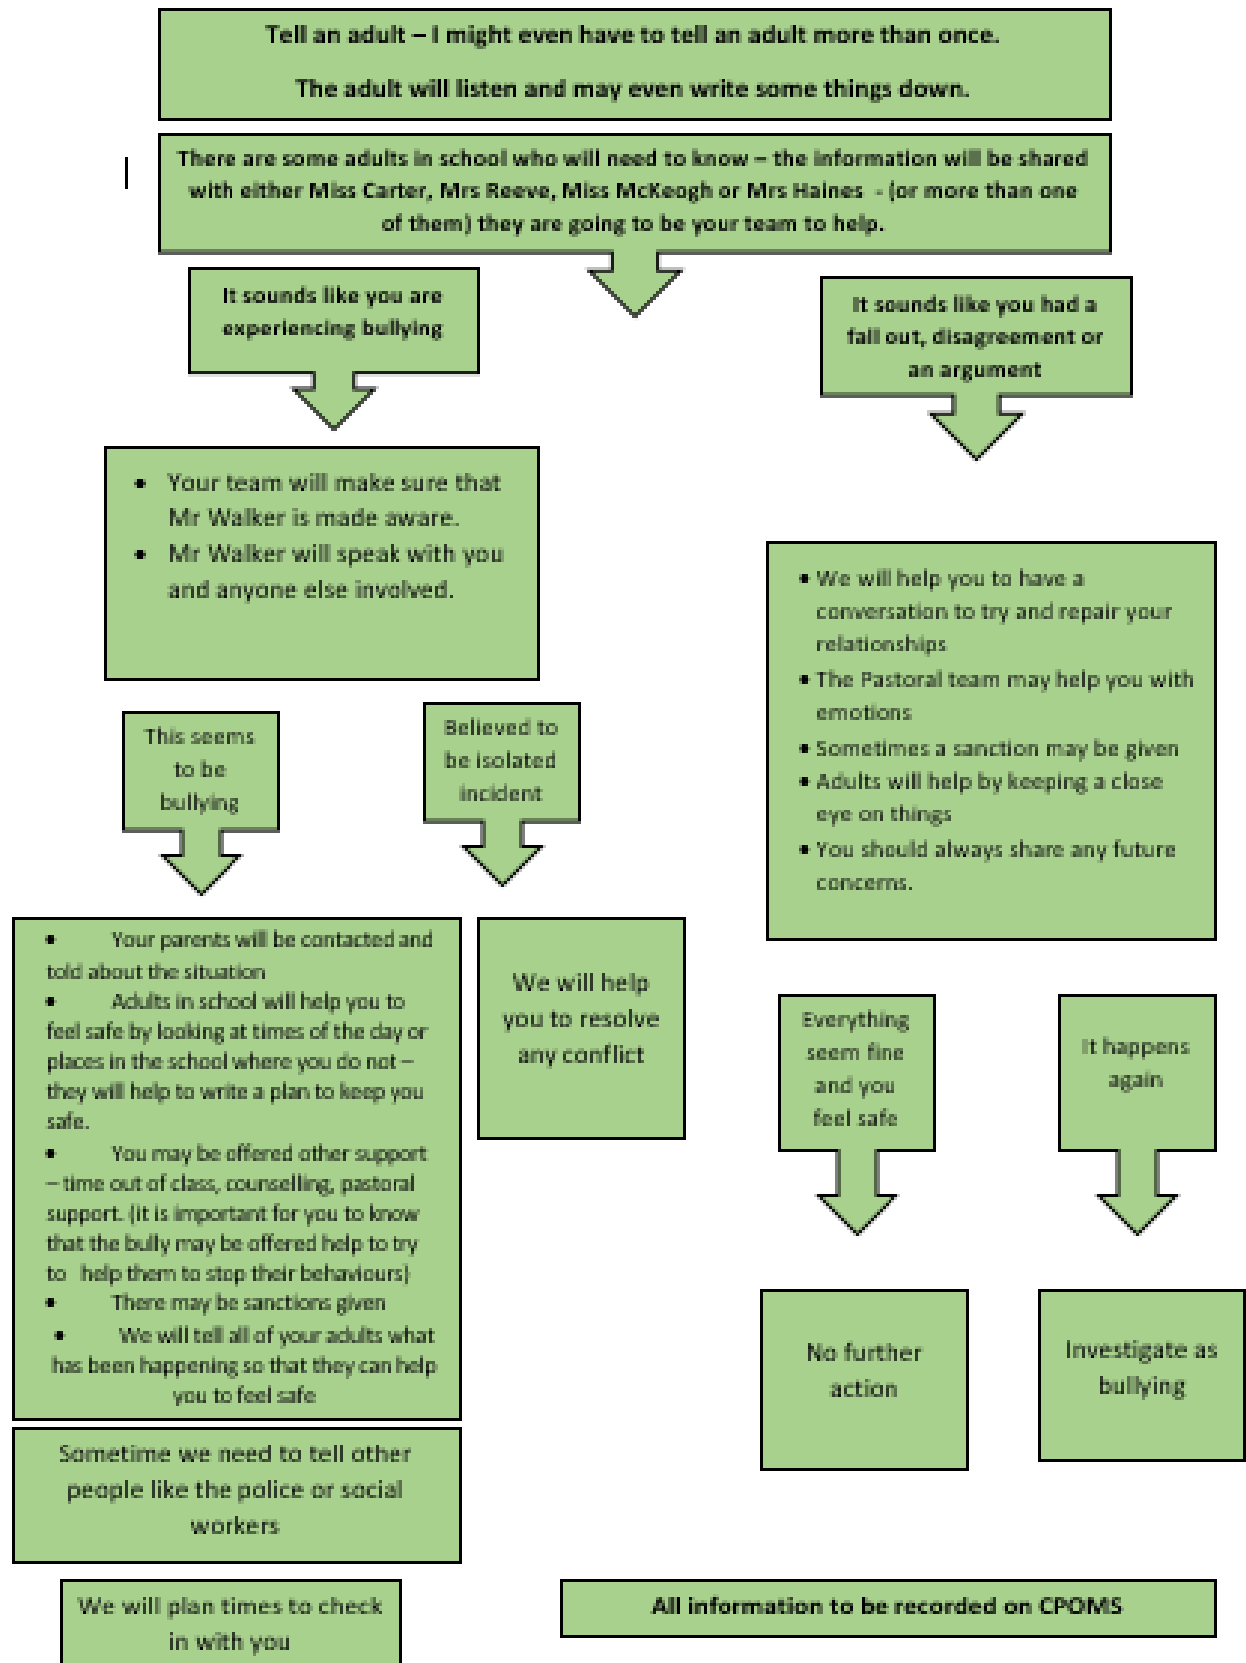 Tell an adult – I might even have to tell an adult more than once.
The adult will listen and may even write some things down.
There are some adults in school who will need to know – the information will be shared
with either Miss Carter, Mrs Reeve, Miss McKeogh or Mrs Haines - (or more than one
of them) they are going to be your team to help.
It sounds like you are
experiencing bullying
It sounds like you had a
fall out, disagreement or
an argument
• Your team will make sure that
Mr Walker is made aware.
• Mr Walker will speak with you
and anyone else involved.
• We will help you to have a
conversation to try and repair your
relationships
• The Pastoral team may help you with
emotions
• Sometimes a sanction may be given
• Adults will help by keeping a close
eye on things
• You should always share any future
concerns.
This seems
to be
bullying
Believed to
be isolated
incident
• Your parents will be contacted and
told about the situation
• Adults in school will help you to
feel safe by looking at times of the day or
places in the school where you do not –
they will help to write a plan to keep you
safe.
• You may be offered other support
– time out of class, counselling, pastoral
support. (it is important for you to know
that the bully may be offered help to try
to help them to stop their behaviours)
• There may be sanctions given
• We will tell all of your adults what
has been happening so that they can help
you to feel safe
We will help
you to resolve
any conflict
Everything
seem fine
and you
feel safe
It happens
again
No further
action
Investigate as
bullying
Sometime we need to tell other
people like the police or social
workers
We will plan times to check
in with you
All information to be recorded on CPOMS